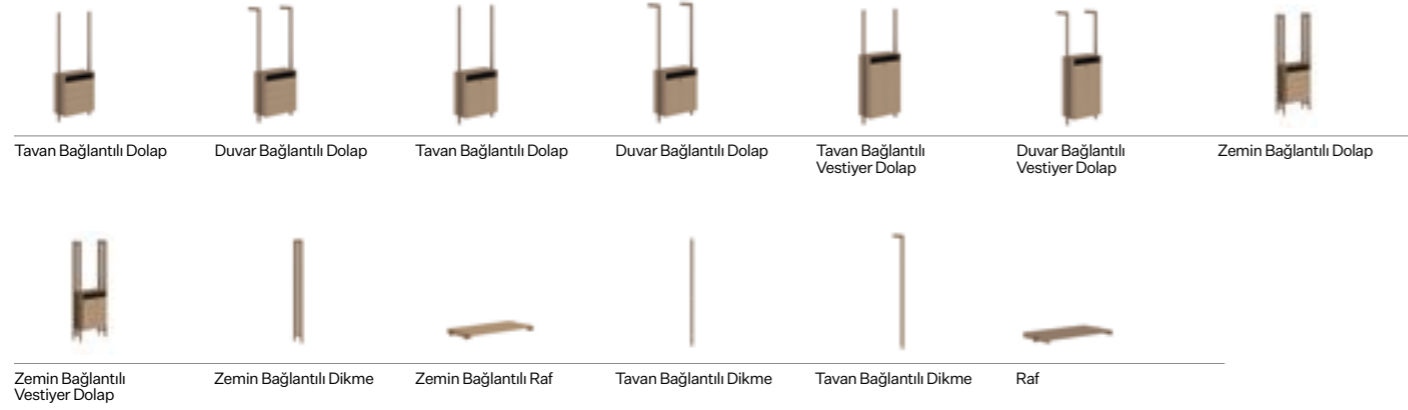 Tavan Bağlantılı Dolap
Duvar Bağlantılı Dolap
Tavan Bağlantılı Dolap
Duvar Bağlantılı Dolap
Tavan Bağlantılı
Vestiyer Dolap
Duvar Bağlantılı
Vestiyer Dolap
Zemin Bağlantılı Dolap
Zemin Bağlantılı
Vestiyer Dolap
Zemin Bağlantılı Dikme
Zemin Bağlantılı Raf
Tavan Bağlantılı Dikme
Tavan Bağlantılı Dikme
Raf